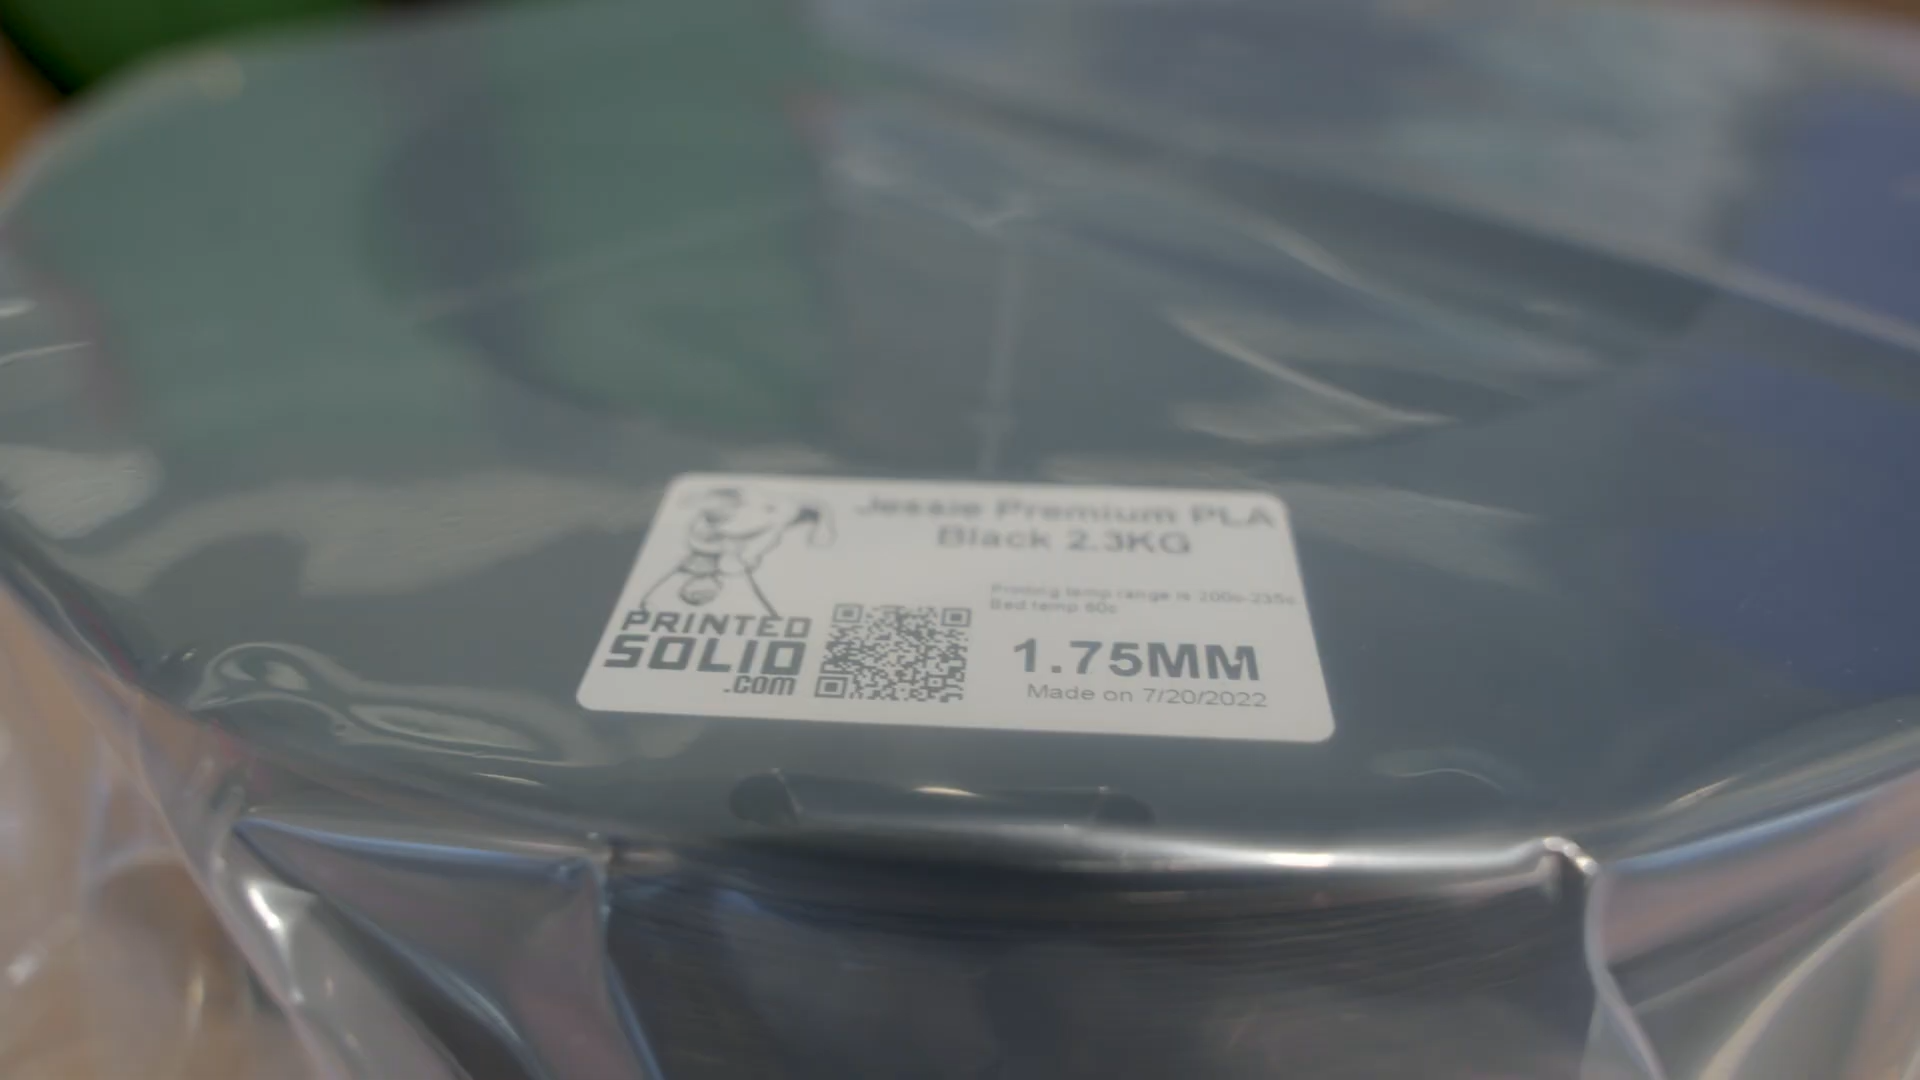 Jessie Premium PLA
Black 2.3KG
Printing temp range is 200c-235c
Bed temp 60c
1.75MM
Made on 7/20/2022
PRINTED
SOLID
.COM